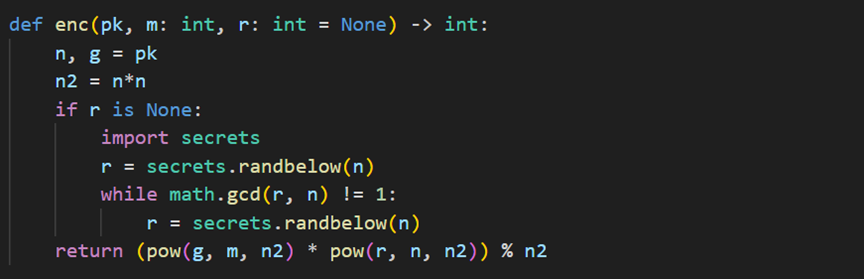 def enc(pk, m: int, r: int = None) -> int:
    n, g = pk
    n2 = n*n
    if r is None:
        import secrets
        r = secrets.randbelow(n)
        while math.gcd(r, n) != 1:
            r = secrets.randbelow(n)
    return (pow(g, m, n2) * pow(r, n, n2)) % n2